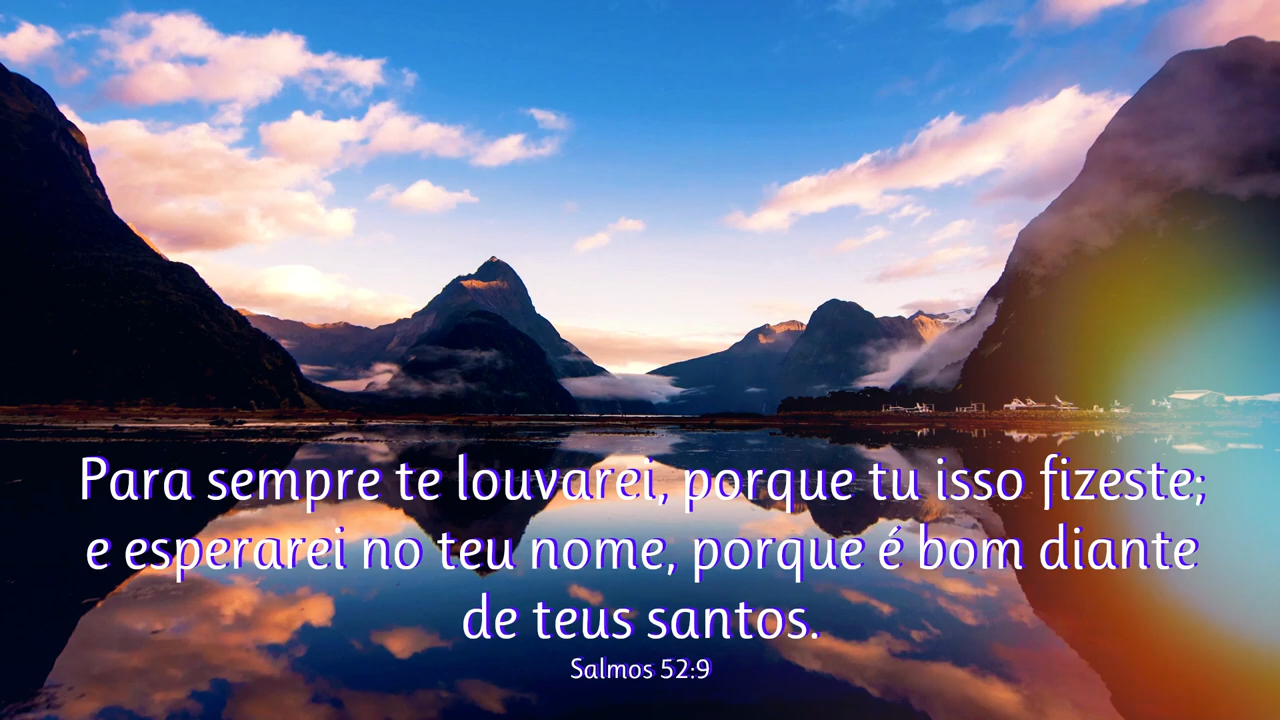 Para sempre te louvarei, porque tu isso fizeste;
e esperarei no teu nome, porque é bom diante
de teus santos.
Salmos 52:9